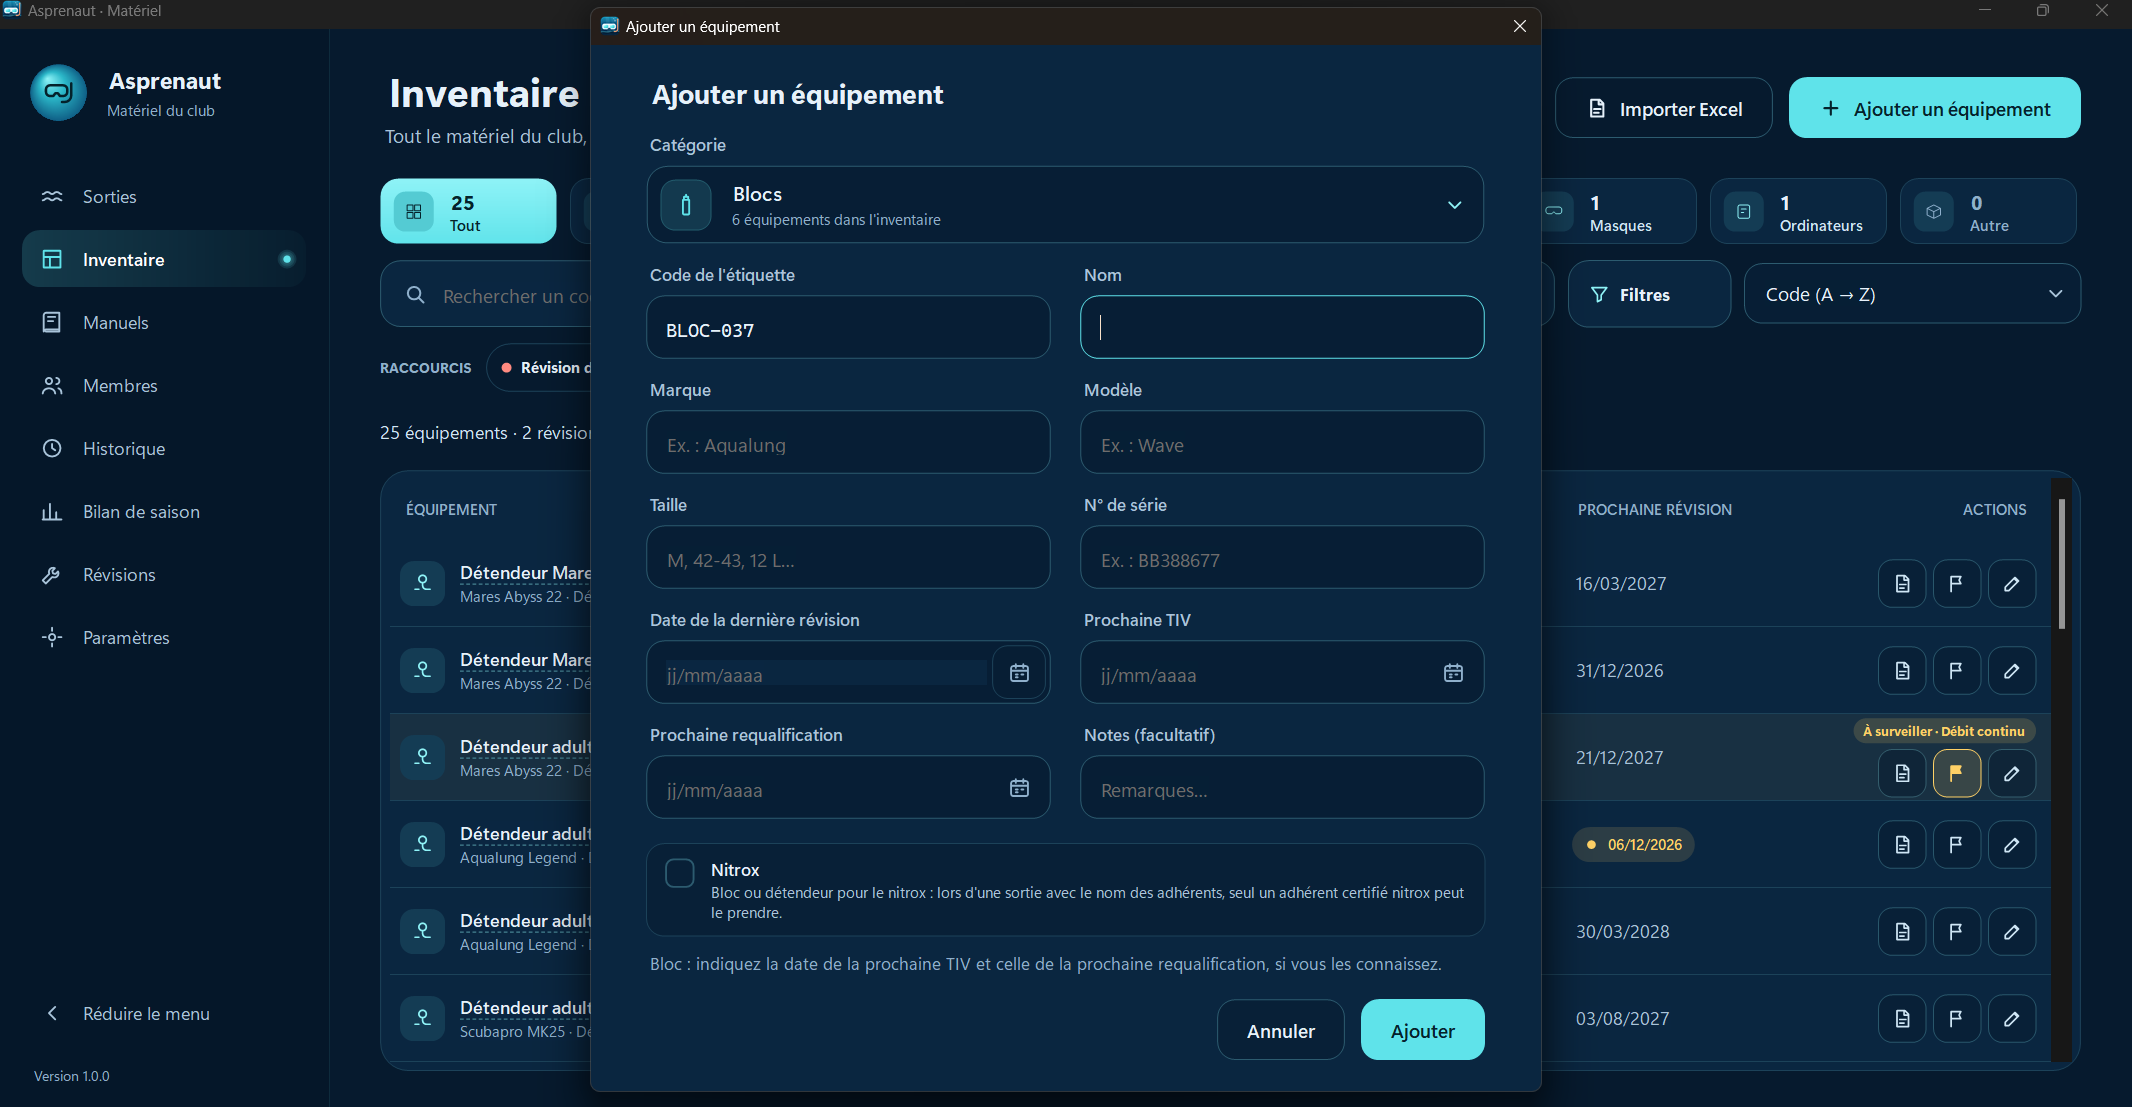 Asprenaut · Matériel
Ajouter un équipement
Asprenaut
Matériel du club
Sorties
Inventaire
Manuels
Membres
Historique
Bilan de saison
Révisions
Paramètres
Réduire le menu
Version 1.0.0
Inventaire
Tout le matériel du club,
Importer Excel
Ajouter un équipement
25
Tout
1
Masques
1
Ordinateurs
0
Autre
Rechercher un co
Filtres
Code (A → Z)
RACCOURCIS
Révision d
25 équipements · 2 révision
ÉQUIPEMENT
PROCHAINE RÉVISION
ACTIONS
Détendeur Mare
Mares Abyss 22 · Dé
16/03/2027
Détendeur Mare
Mares Abyss 22 · Dé
31/12/2026
Détendeur adult
Mares Abyss 22 · Dé
21/12/2027
À surveiller · Débit continu
Détendeur adult
Aqualung Legend ·
06/12/2026
Détendeur adult
Aqualung Legend ·
30/03/2028
Détendeur adult
Scubapro MK25 · Dé
03/08/2027
Ajouter un équipement
Catégorie
Blocs
6 équipements dans l'inventaire
Code de l'étiquette
Nom
BLOC-037
Marque
Modèle
Ex. : Aqualung
Ex. : Wave
Taille
N° de série
M, 42-43, 12 L...
Ex. : BB388677
Date de la dernière révision
Prochaine TIV
jj/mm/aaaa
jj/mm/aaaa
Prochaine requalification
Notes (facultatif)
jj/mm/aaaa
Remarques...
Nitrox
Bloc ou détendeur pour le nitrox : lors d'une sortie avec le nom des adhérents, seul un adhérent certifié nitrox peut
le prendre.
Bloc : indiquez la date de la prochaine TIV et celle de la prochaine requalification, si vous les connaissez.
Annuler
Ajouter